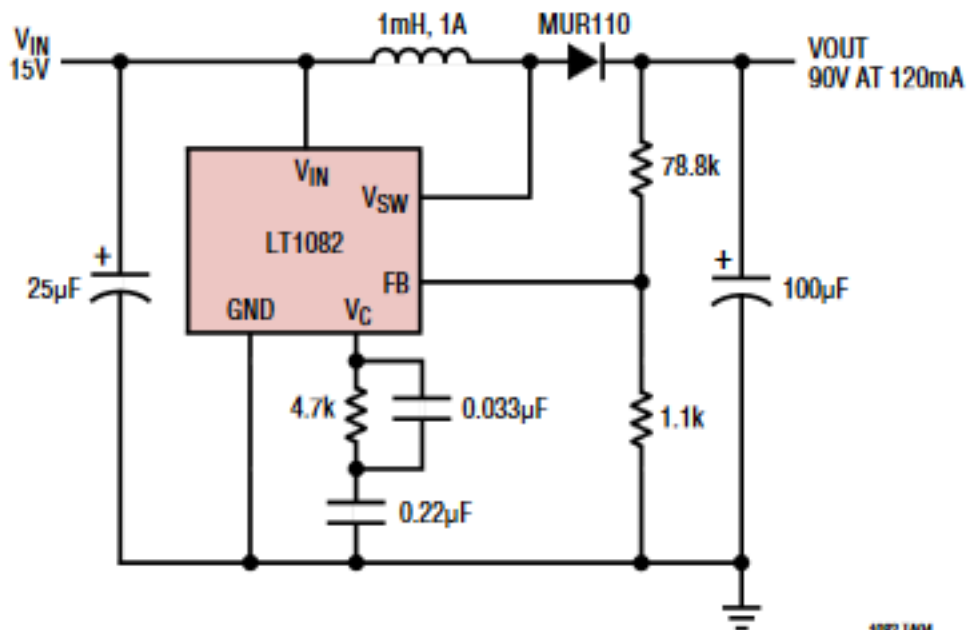 1mH, 1A
MUR110
VIN
15V
VOUT
90V AT 120mA
VIN
VSW
78.8k
LT1082
FB
25µF
+
GND
VC
+
100µF
4.7k
0.033µF
1.1k
0.22µF